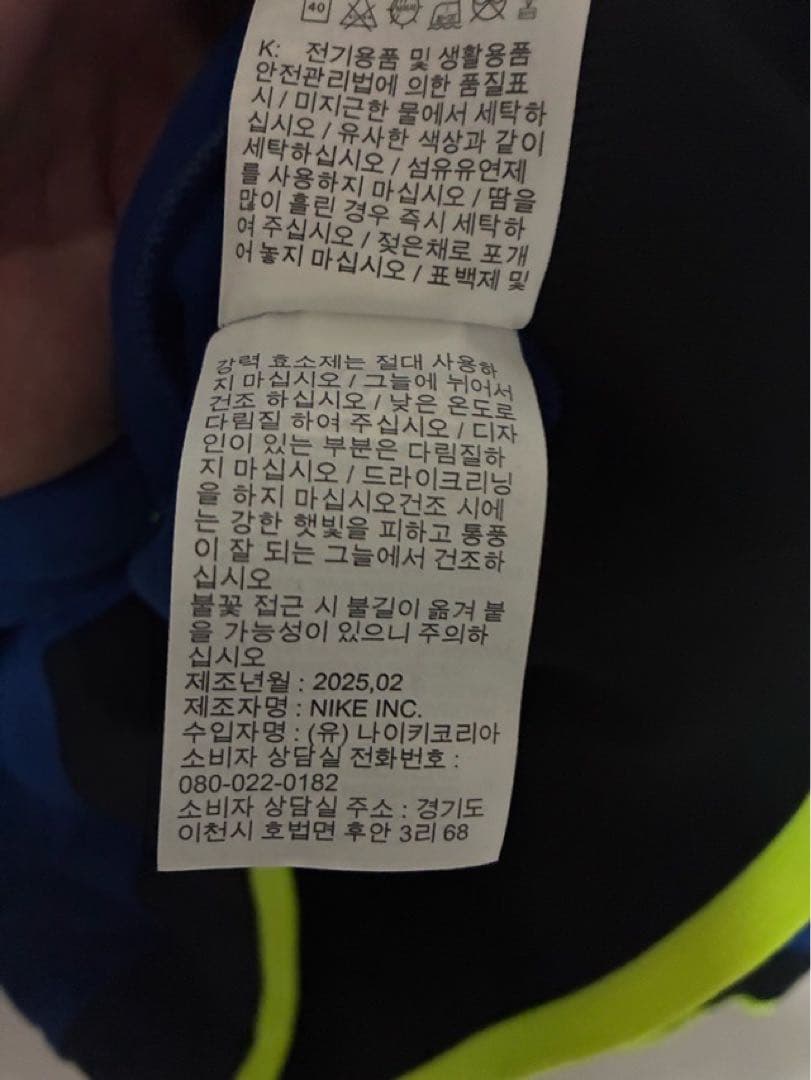 40
K: 전기용품 및 생활용품
안전관리법에 의한 품질표
시 / 미지근한 물에서 세탁하
십시오 / 유사한 색상과 같이
세탁하십시오 / 섬유유연제
를 사용하지 마십시오 / 땀을
많이 흘린 경우 즉시 세탁하
여 주십시오 / 젖은채로 포개
어놓지 마십시오 / 표백제 및
강력 효소제는 절대 사용하
지 마십시오 / 그늘에 뉘어서
건조 하십시오 / 낮은 온도로
다림질 하여 주십시오 / 디자
인이 있는 부분은 다림질하
지 마십시오 / 드라이크리닝
을 하지 마십시오건조 시에
는 강한 햇빛을 피하고 통풍
이 잘 되는 그늘에서 건조하
십시오
불꽃 접근 시 불길이 옮겨 붙
을 가능성이 있으니 주의하
십시오
제조년월 : 2025,02
제조자명 : NIKE INC.
수입자명 : (유) 나이키코리아
소비자 상담실 전화번호 :
080-022-0182
소비자 상담실 주소 : 경기도
이천시 호법면 후안 3리 68